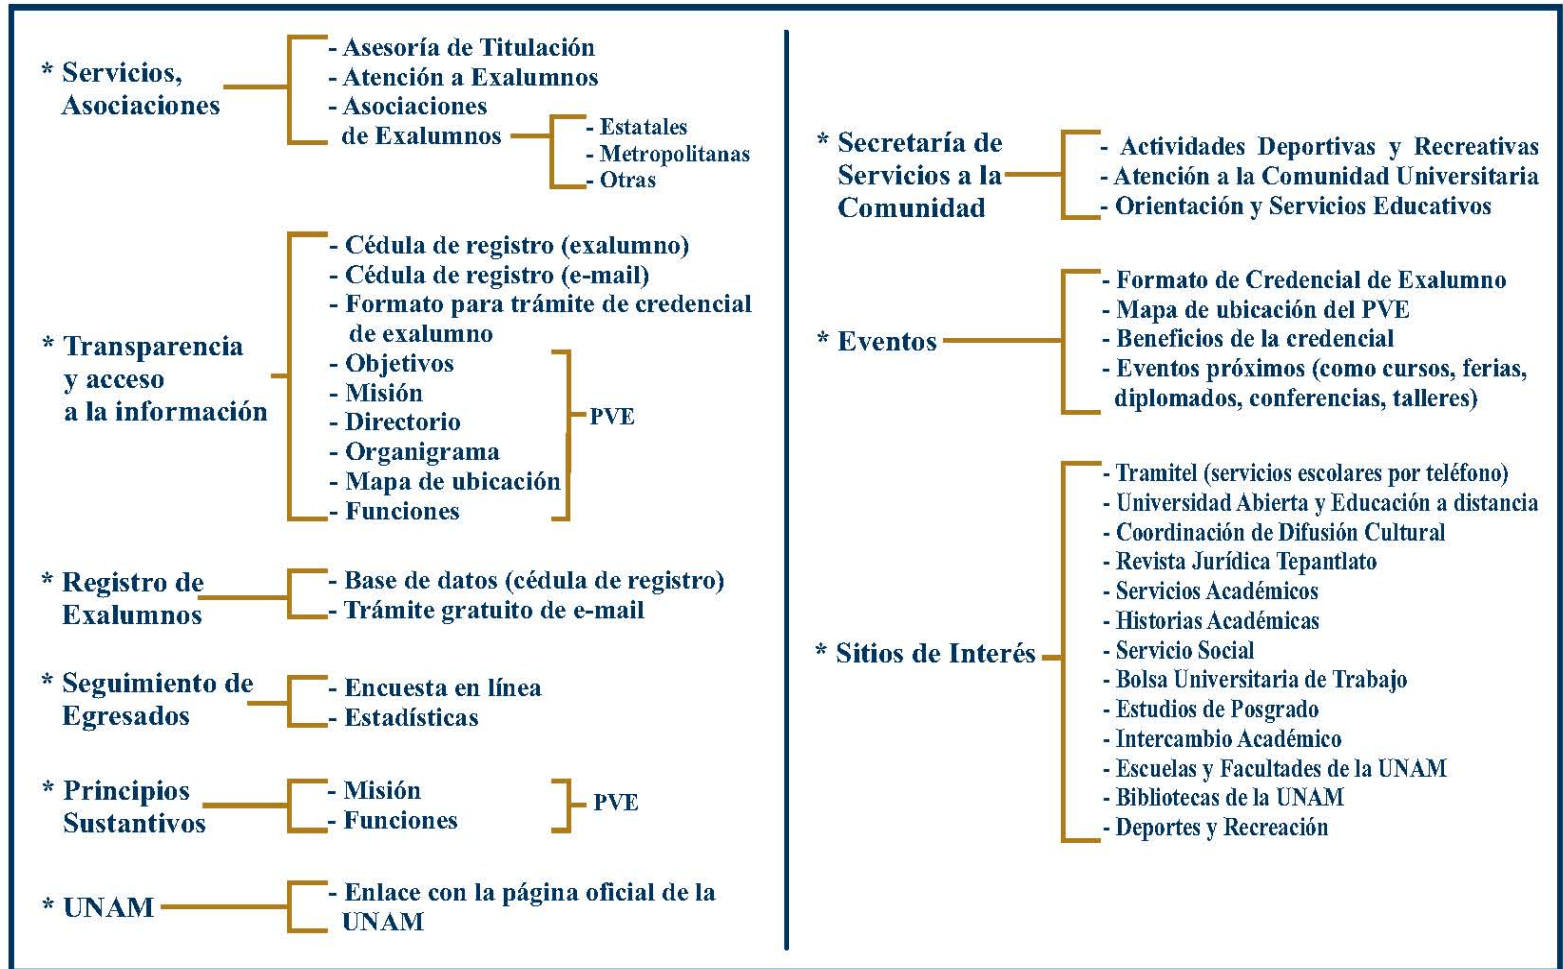 * Servicios,
Asociaciones
- Asesoría de Titulación
- Atención a Exalumnos
- Asociaciones
de Exalumnos
- Estatales
- Metropolitanas
- Otras
* Transparencia
y acceso
a la información
- Cédula de registro (exalumno)
- Cédula de registro (e-mail)
- Formato para trámite de credencial
de exalumno
- Objetivos
- Misión
- Directorio
- Organigrama
- Mapa de ubicación
- Funciones
PVE
* Registro de
Exalumnos
- Base de datos (cédula de registro)
- Trámite gratuito de e-mail
* Seguimiento de
Egresados
- Encuesta en línea
- Estadísticas
* Principios
Sustantivos
- Misión
- Funciones
PVE
* UNAM
- Enlace con la página oficial de la
UNAM
* Secretaría de
Servicios a la
Comunidad
- Actividades Deportivas y Recreativas
- Atención a la Comunidad Universitaria
- Orientación y Servicios Educativos
* Eventos
- Formato de Credencial de Exalumno
- Mapa de ubicación del PVE
- Beneficios de la credencial
- Eventos próximos (como cursos, ferias,
diplomados, conferencias, talleres)
* Sitios de Interés
- Tramitel (servicios escolares por teléfono)
- Universidad Abierta y Educación a distancia
- Coordinación de Difusión Cultural
- Revista Jurídica Tepantlato
- Servicios Académicos
- Historias Académicas
- Servicio Social
- Bolsa Universitaria de Trabajo
- Estudios de Posgrado
- Intercambio Académico
- Escuelas y Facultades de la UNAM
- Bibliotecas de la UNAM
- Deportes y Recreación